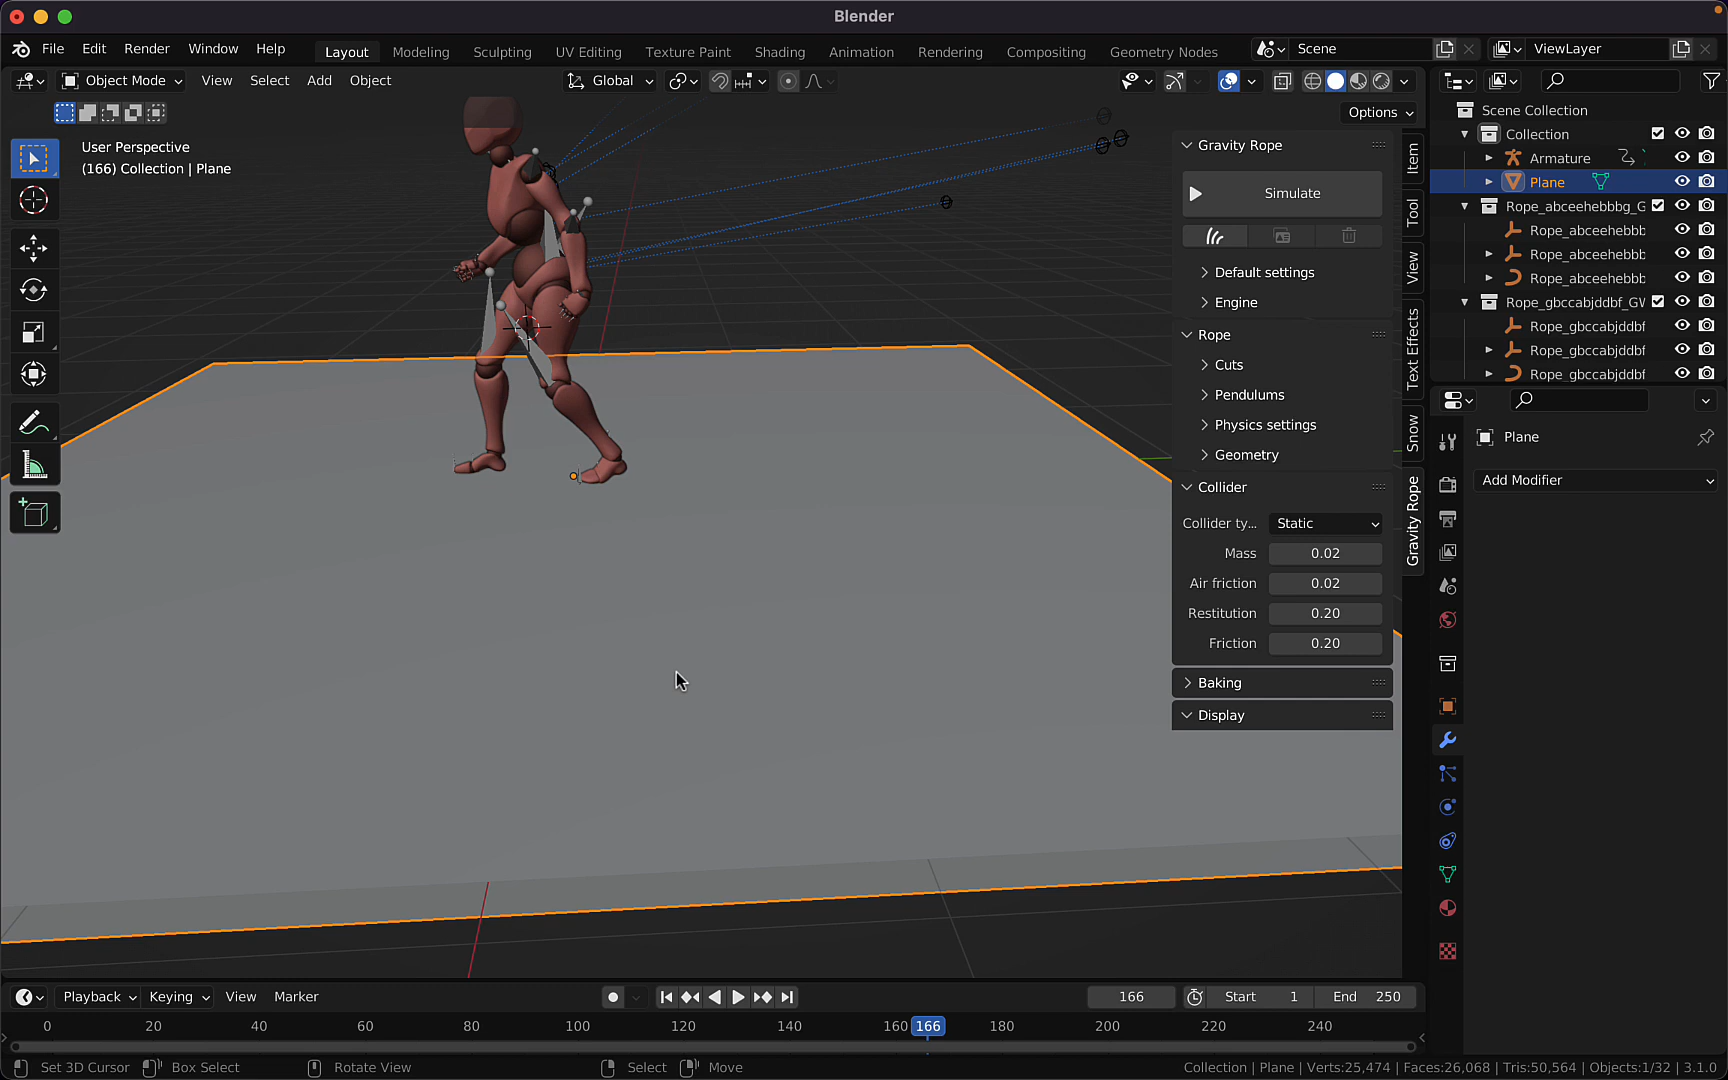 Blender
File Edit Render Window Help
Layout Modeling Sculpting UV Editing Texture Paint Shading Animation Rendering Compositing Geometry Nodes
Scene
ViewLayer
Object Mode View Select Add Object
Global
Options
User Perspective
(166) Collection | Plane
Gravity Rope
Simulate
Default settings
Engine
Rope
Cuts
Pendulums
Physics settings
Geometry
Collider
Collider ty... Static
Mass 0.02
Air friction 0.02
Restitution 0.20
Friction 0.20
Baking
Display
Item
Tool
View
Text Effects
Snow
Gravity Rope
Scene Collection
Collection
Armature
Plane
Rope_abceehebbbg_G
Rope_abceehebbb
Rope_abceehebbb
Rope_abceehebbb
Rope_gbccabjddbf_GV
Rope_gbccabjddbf
Rope_gbccabjddbf
Rope_gbccabjddbf
Plane
Add Modifier
Playback Keying View Marker
166
Start 1
End 250
0 20 40 60 80 100 120 140 160 166 180 200 220 240
Set 3D Cursor Box Select Rotate View Select Move
Collection | Plane | Verts:25,474 | Faces:26,068 | Tris:50,564 | Objects:1/32 | 3.1.0